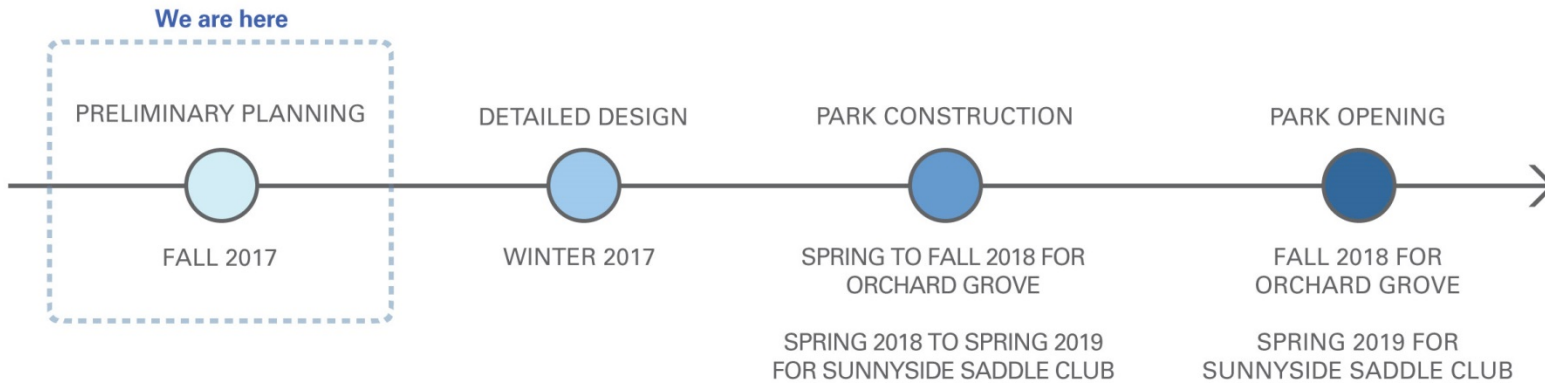 We are here
PRELIMINARY PLANNING
FALL 2017
DETAILED DESIGN
WINTER 2017
PARK CONSTRUCTION
SPRING TO FALL 2018 FOR
ORCHARD GROVE
SPRING 2018 TO SPRING 2019
FOR SUNNYSIDE SADDLE CLUB
PARK OPENING
FALL 2018 FOR
ORCHARD GROVE
SPRING 2019 FOR
SUNNYSIDE SADDLE CLUB